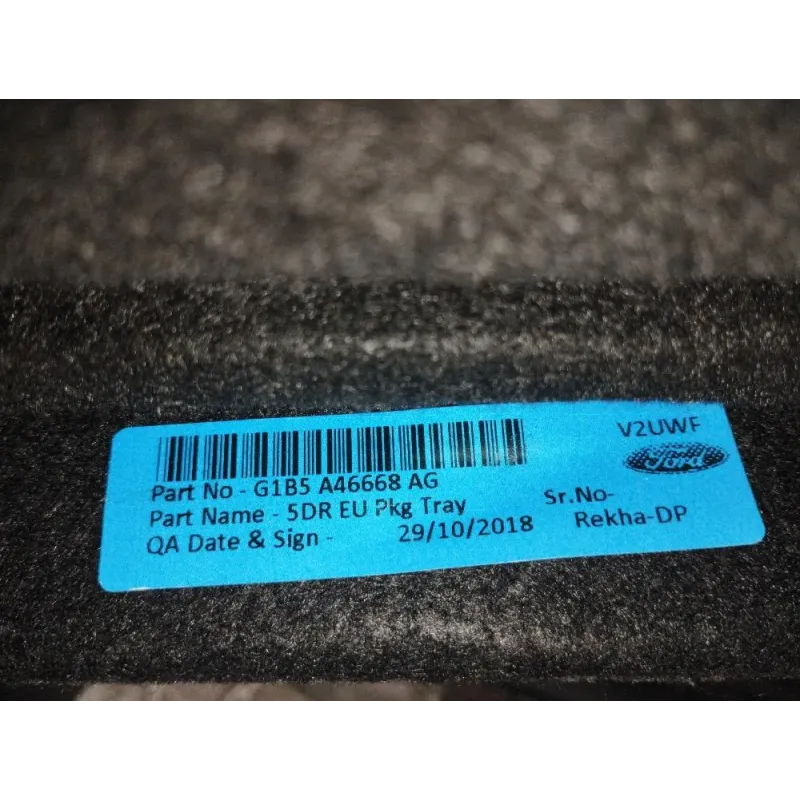 V2UWF
Ford
Part No - G1B5 A46668 AG
Part Name - 5DR EU Pkg Tray
Sr.No-
QA Date & Sign - 29/10/2018 Rekha-DP